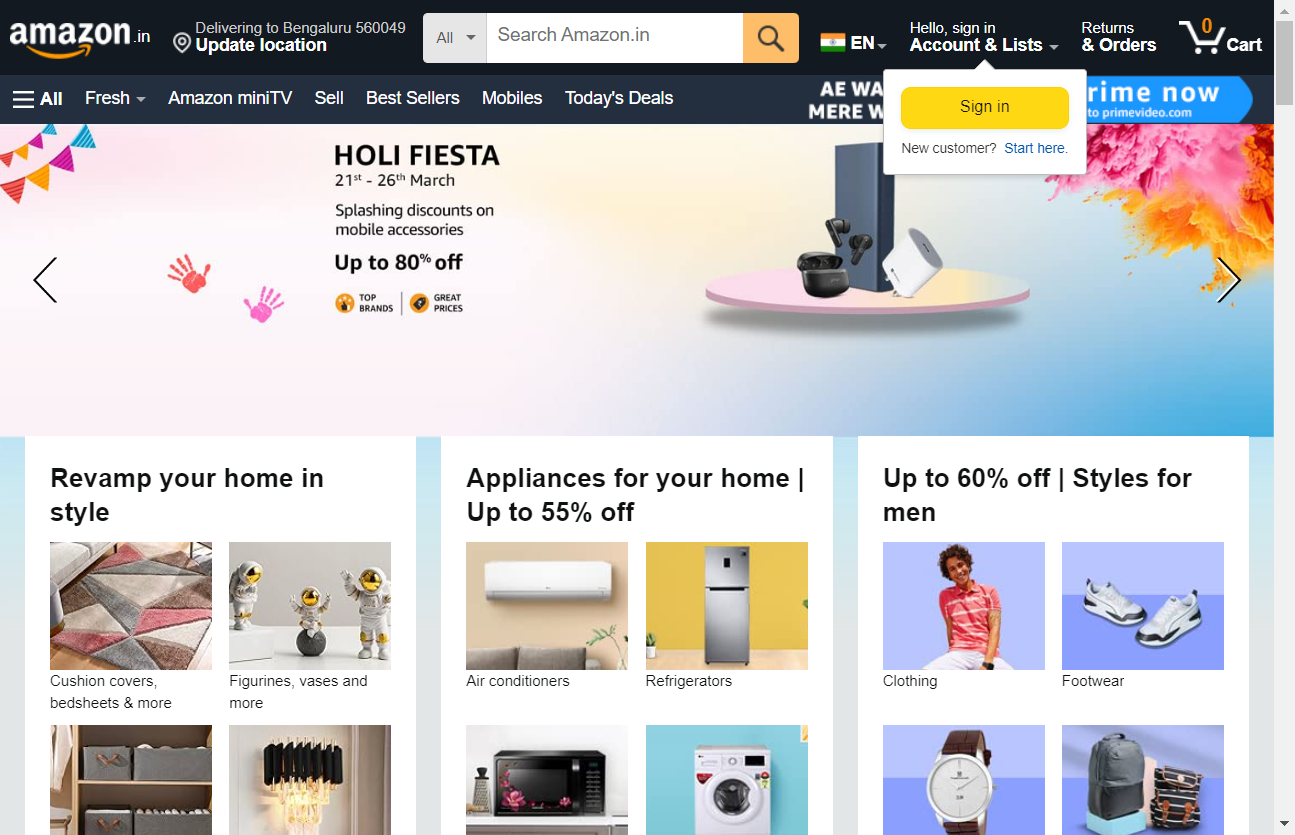 amazon.in
Delivering to Bengaluru 560049
Update location
All
Search Amazon.in
EN
Hello, sign in
Account & Lists
Returns
& Orders
0
Cart
All
Fresh
Amazon miniTV
Sell
Best Sellers
Mobiles
Today's Deals
AE WA
MERE W
rime now
to primevideo.com
Sign in
New customer? Start here.
HOLI FIESTA
21st - 26th March
Splashing discounts on
mobile accessories
Up to 80% off
TOP
BRANDS
GREAT
PRICES
Revamp your home in
style
Cushion covers,
bedsheets & more
Figurines, vases and
more
Appliances for your home |
Up to 55% off
Air conditioners
Refrigerators
Up to 60% off | Styles for
men
Clothing
Footwear